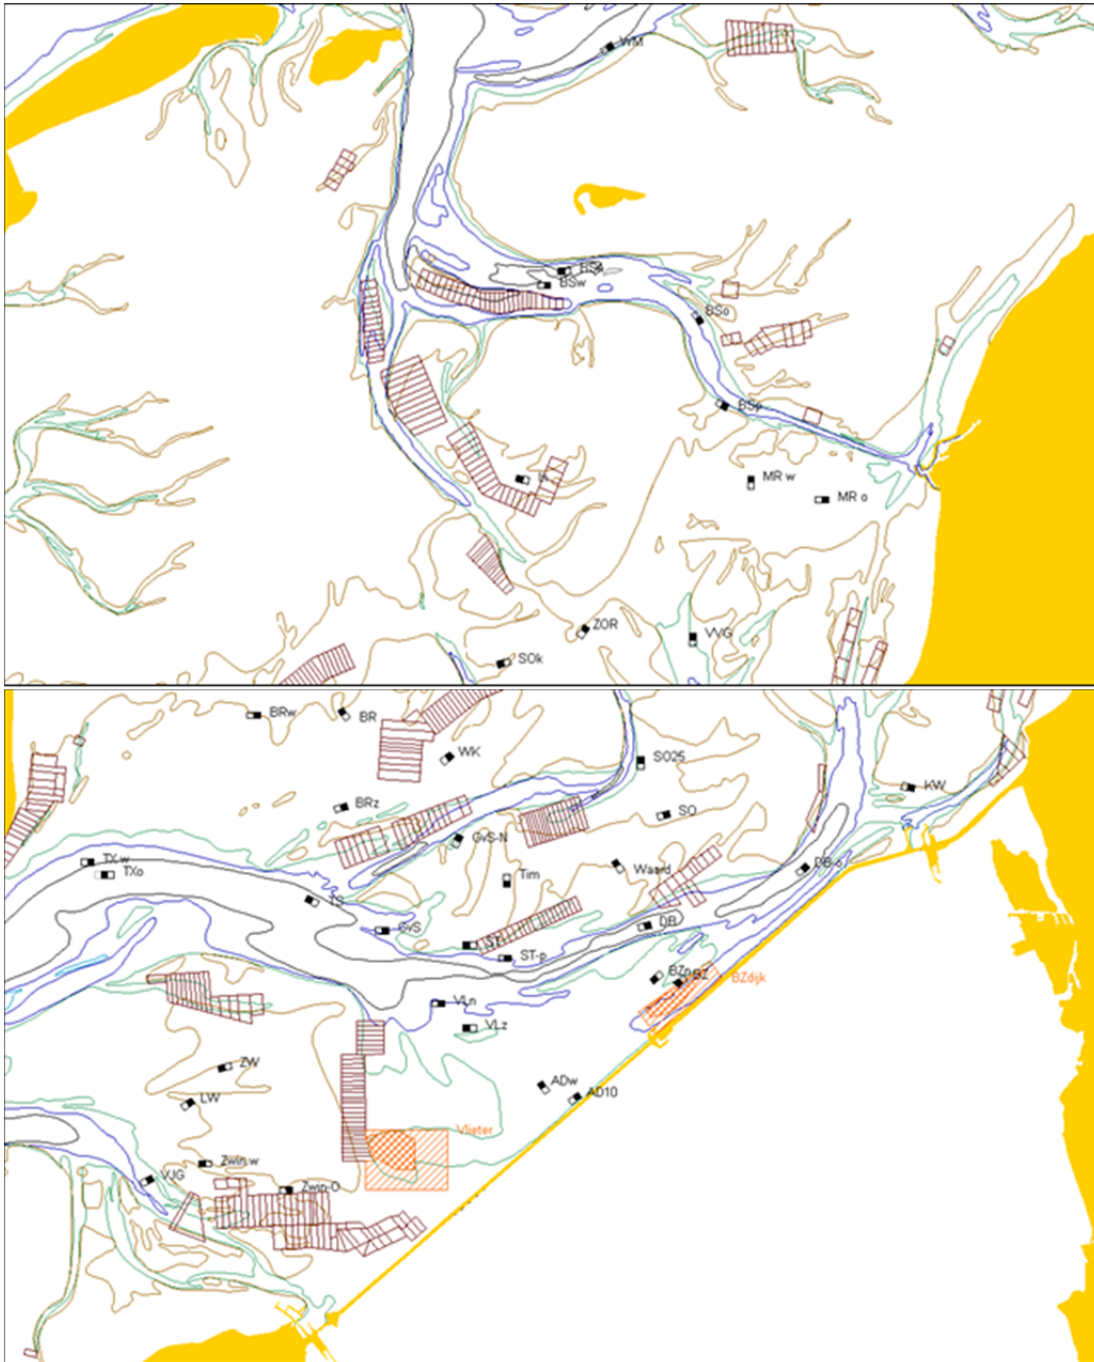 WM
BSw
BSo
BSp
In
MR w
MR o
ZOR
VVG
SOk
BRw
BR
WK
SO25
KW
BRz
SO
GvS-N
TX w
TXo
Tim
Waard
DB o
TS
GvS
DB
ST
ST-p
BZn
BZ
BZdijk
VLn
VLz
ZW
ADw
AD10
LW
Vlieter
Zwin w
VJG
Zwin O